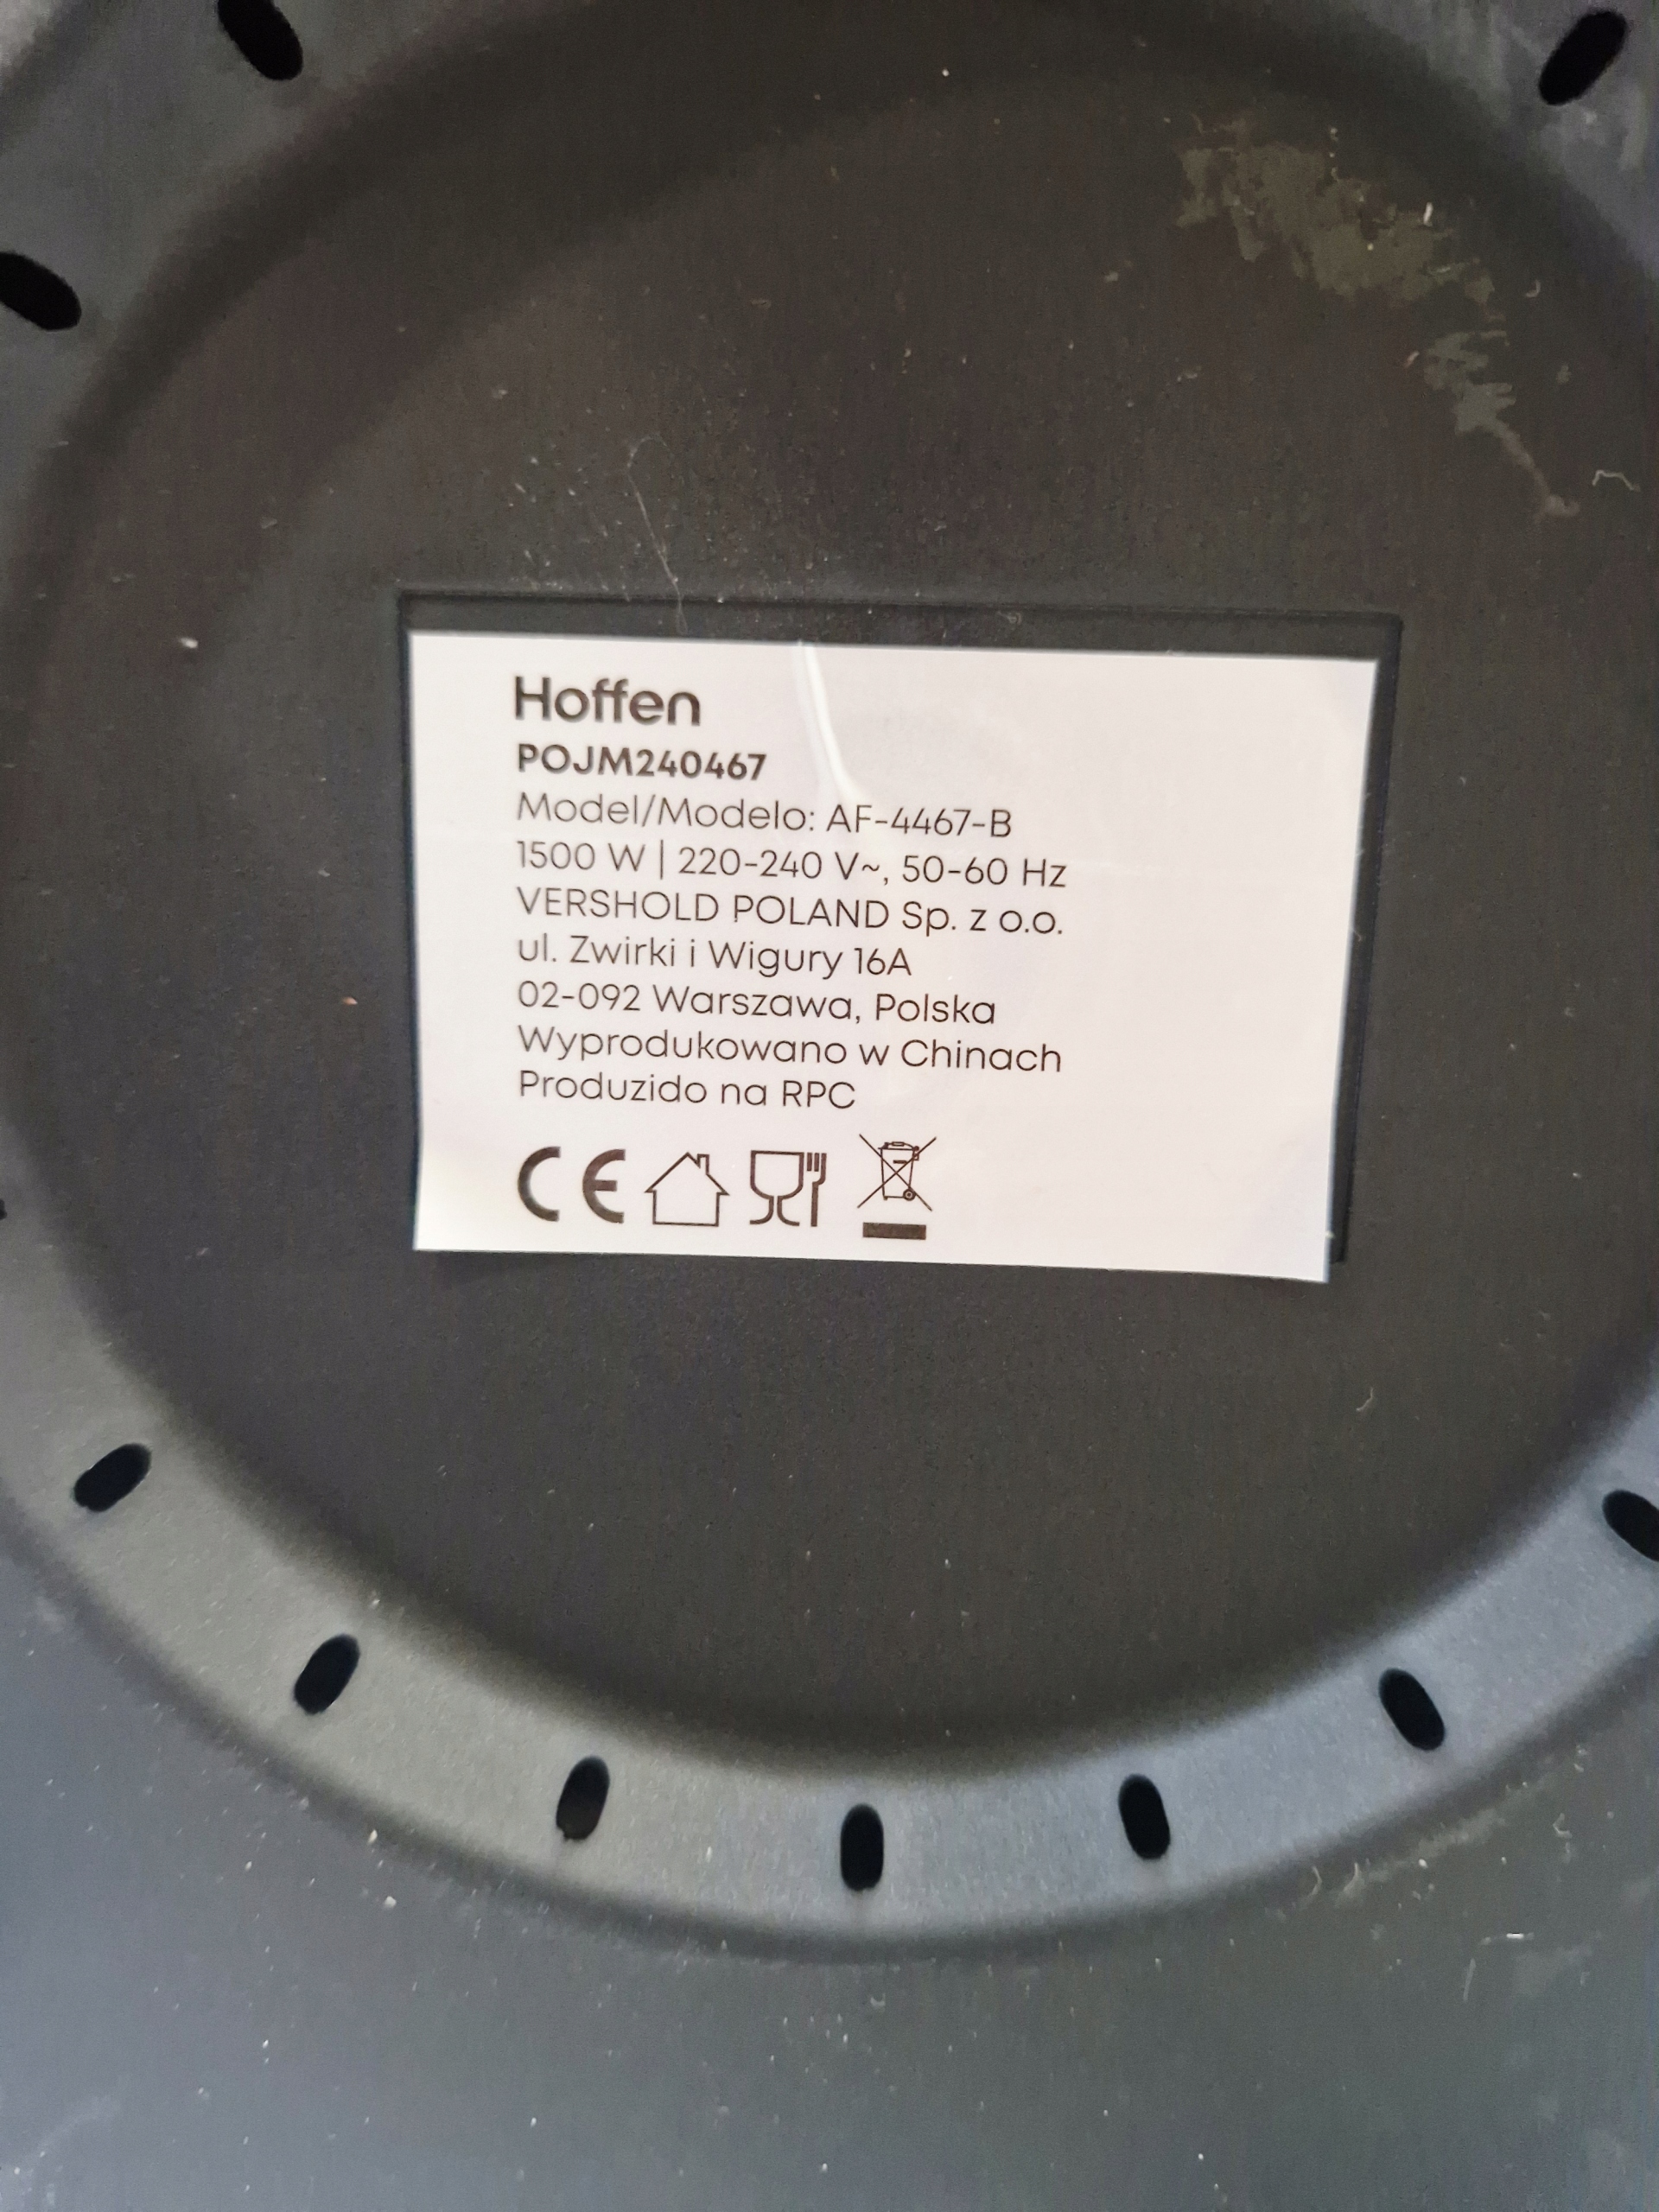 Hoffen
POJM240467
Model/Modelo: AF-4467-B
1500 W | 220-240 V~, 50-60 Hz
VERSHOLD POLAND Sp. z o.o.
ul. Zwirki i Wigury 16A
02-092 Warszawa, Polska
Wyprodukowano w Chinach
Produzido na RPC
CE